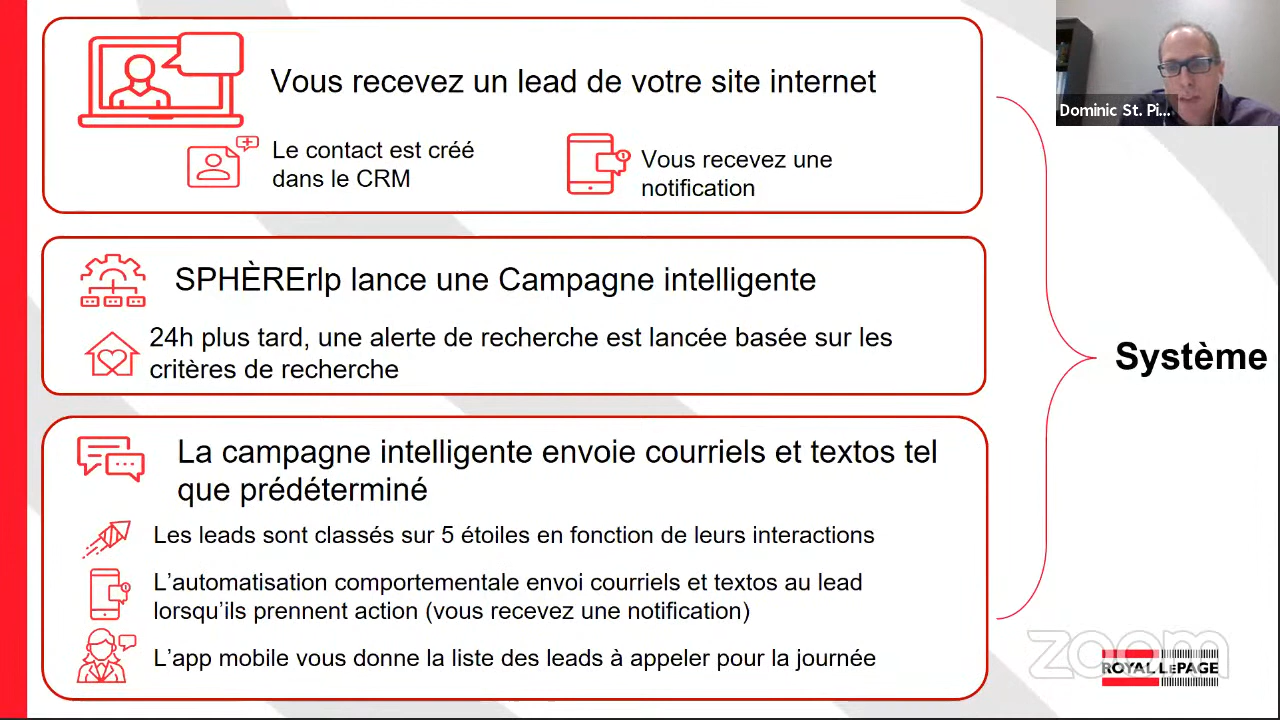 Vous recevez un lead de votre site internet
Le contact est créé
dans le CRM
Vous recevez une
notification
SPHÈRErlp lance une Campagne intelligente
24h plus tard, une alerte de recherche est lancée basée sur les
critères de recherche
La campagne intelligente envoie courriels et textos tel
que prédéterminé
Les leads sont classés sur 5 étoiles en fonction de leurs interactions
L’automatisation comportementale envoi courriels et textos au lead
lorsqu’ils prennent action (vous recevez une notification)
L’app mobile vous donne la liste des leads à appeler pour la journée
Système
Dominic St. Pi...
zoom
ROYAL LEPAGE